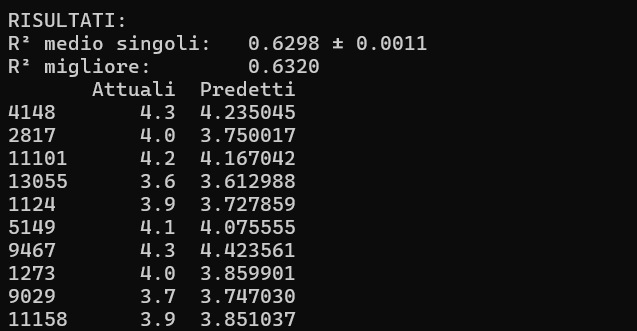 RISULTATI:
R² medio singoli:   0.6298 ± 0.0011
R² migliore:        0.6320
       Attuali  Predetti
4148       4.3  4.235045
2817       4.0  3.750017
11101      4.2  4.167042
13055      3.6  3.612988
1124       3.9  3.727859
5149       4.1  4.075555
9467       4.3  4.423561
1273       4.0  3.859901
9029       3.7  3.747030
11158      3.9  3.851037